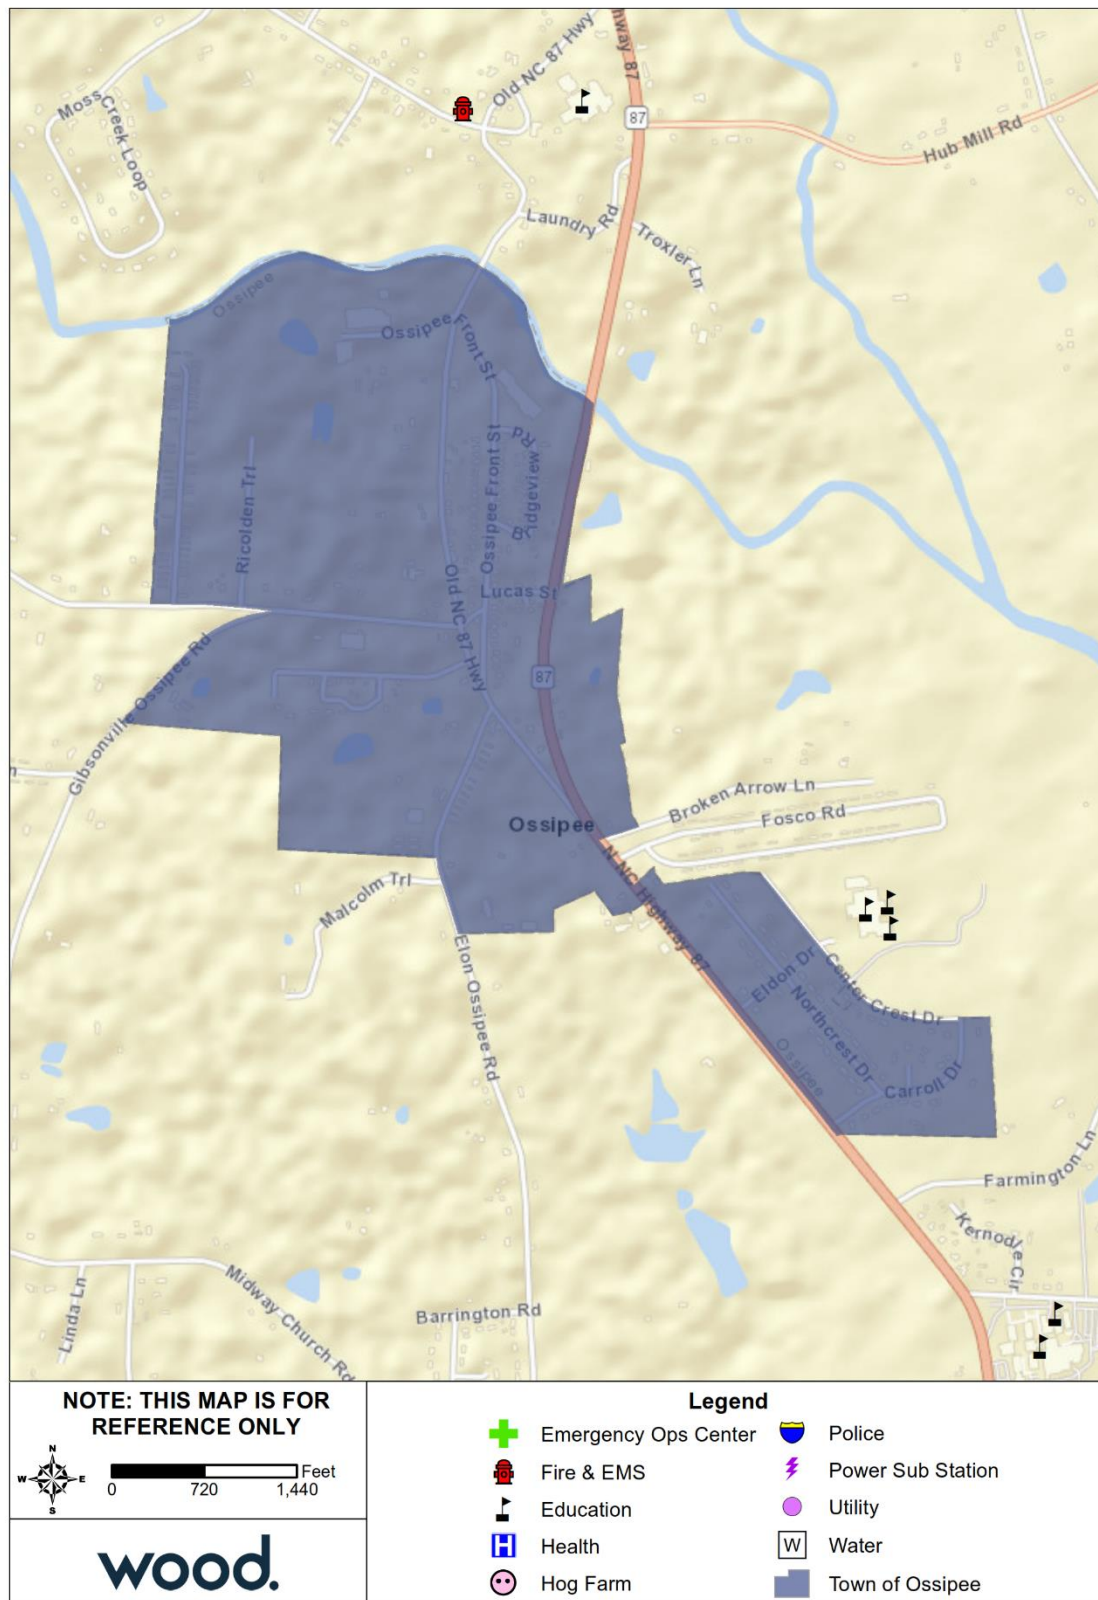 hway 87
Old NC 87 Hwy
Moss Creek Loop
87
Hub Mill Rd
Laundry Rd
Troxler Ln
Ossipee
Ossipee Front St
Ossipee Front St
Bridgeview Rd
Ricolden Trl
Old NC 87 Hwy
Lucas St
87
Gibsonville Ossipee Rd
n
Broken Arrow Ln
Fosco Rd
Ossipee
N NC Highway 87
Malcolm Trl
Elon Ossipee Rd
Eldon Dr
Center Crest Dr
Northcrest Dr
Ossipee
Carroll Dr
Farmington Ln
Kernodle Cir
Linda Ln
Midway Church Rd
Barrington Rd
NOTE: THIS MAP IS FOR
REFERENCE ONLY
N
W E
S
Feet
0 720 1,440
wood.
Legend
Emergency Ops Center
Fire & EMS
Education
H Health
Hog Farm
Police
Power Sub Station
Utility
W Water
Town of Ossipee